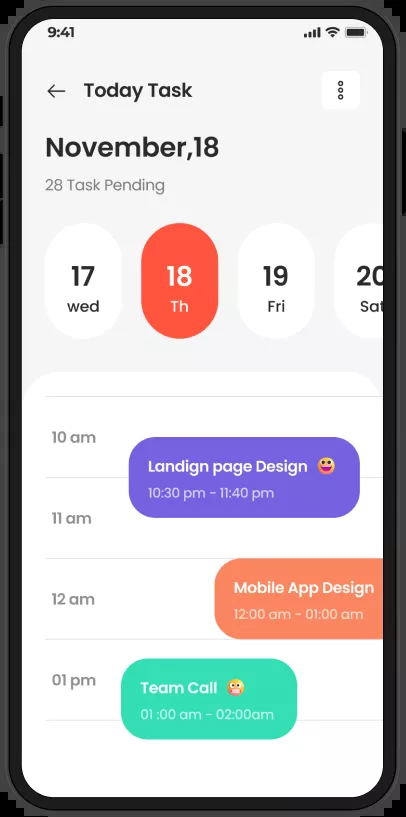 9:41
Today Task
November,18
28 Task Pending
17 18 19 20
wed Th Fri Sat
10 am
Landign page Design
10:30 pm - 11:40 pm
11 am
Mobile App Design
12 am
12:00 am - 01:00 am
01 pm
Team Call
01 :00 am - 02:00am